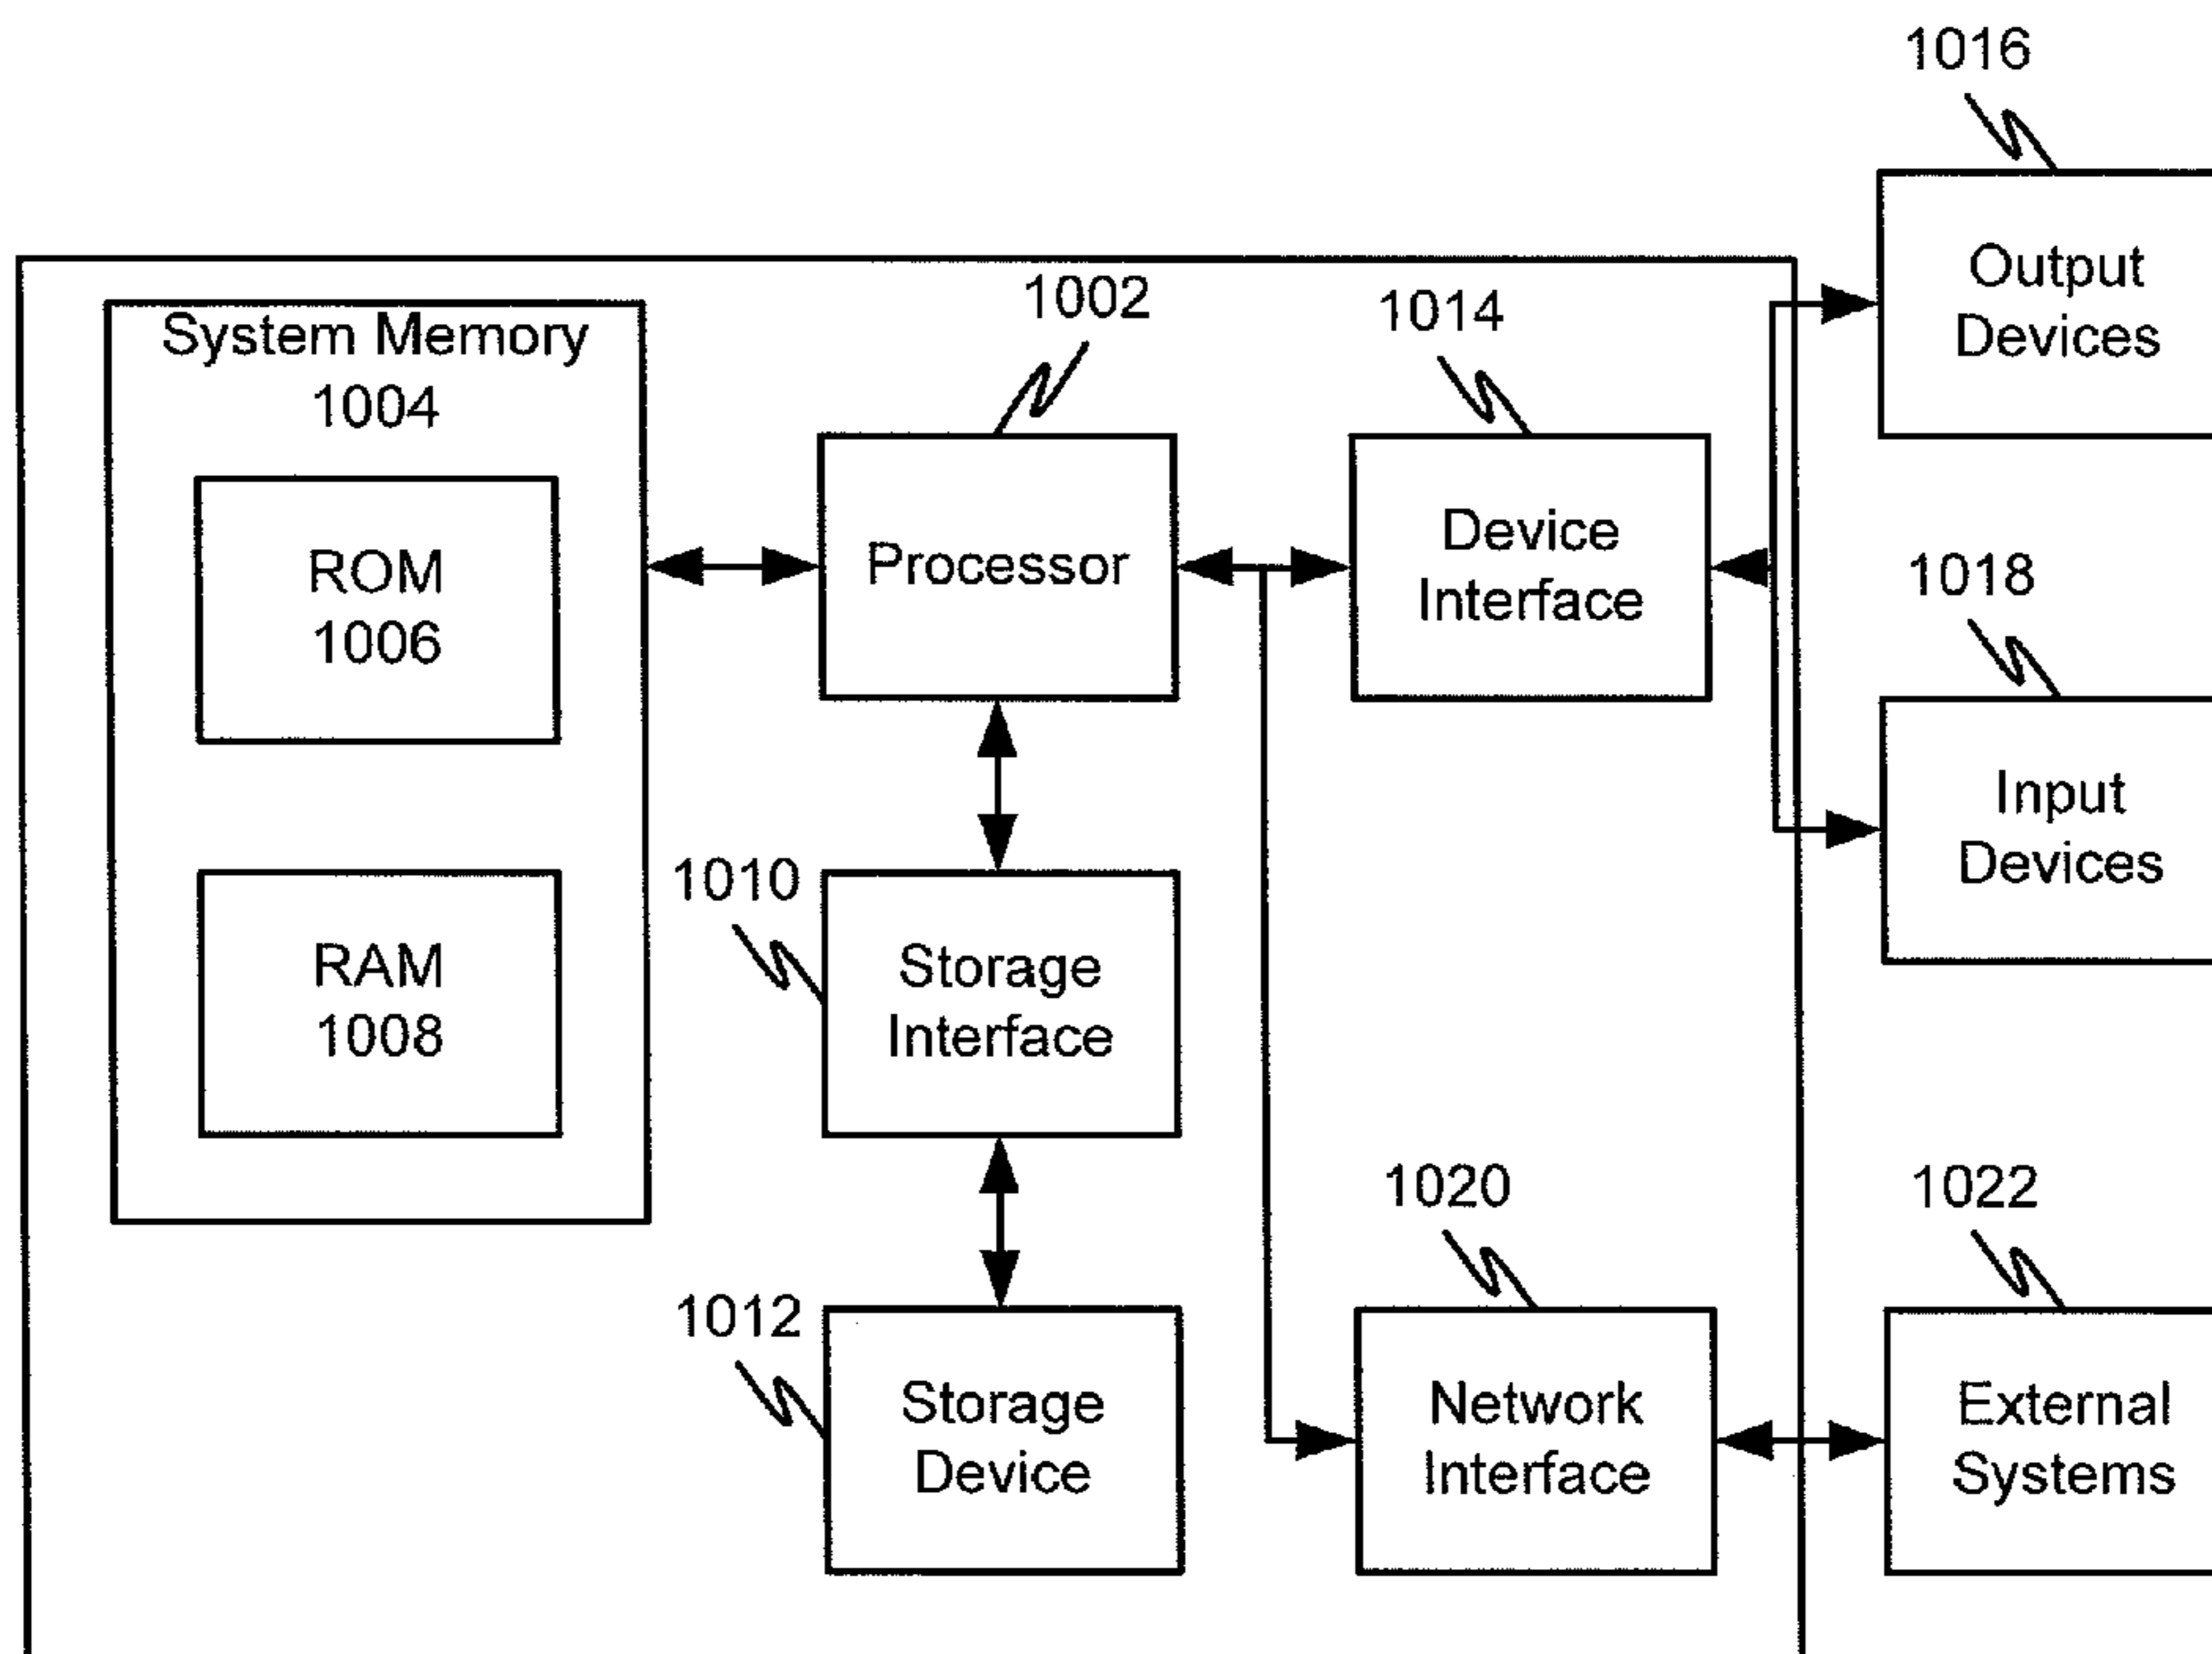 1016
Output
Devices
1002
1014
System Memory
1004
Processor
Device
Interface
ROM
1006
1018
Input
Devices
1010
Storage
Interface
RAM
1008
1020
1022
1012
Storage
Device
Network
Interface
External
Systems